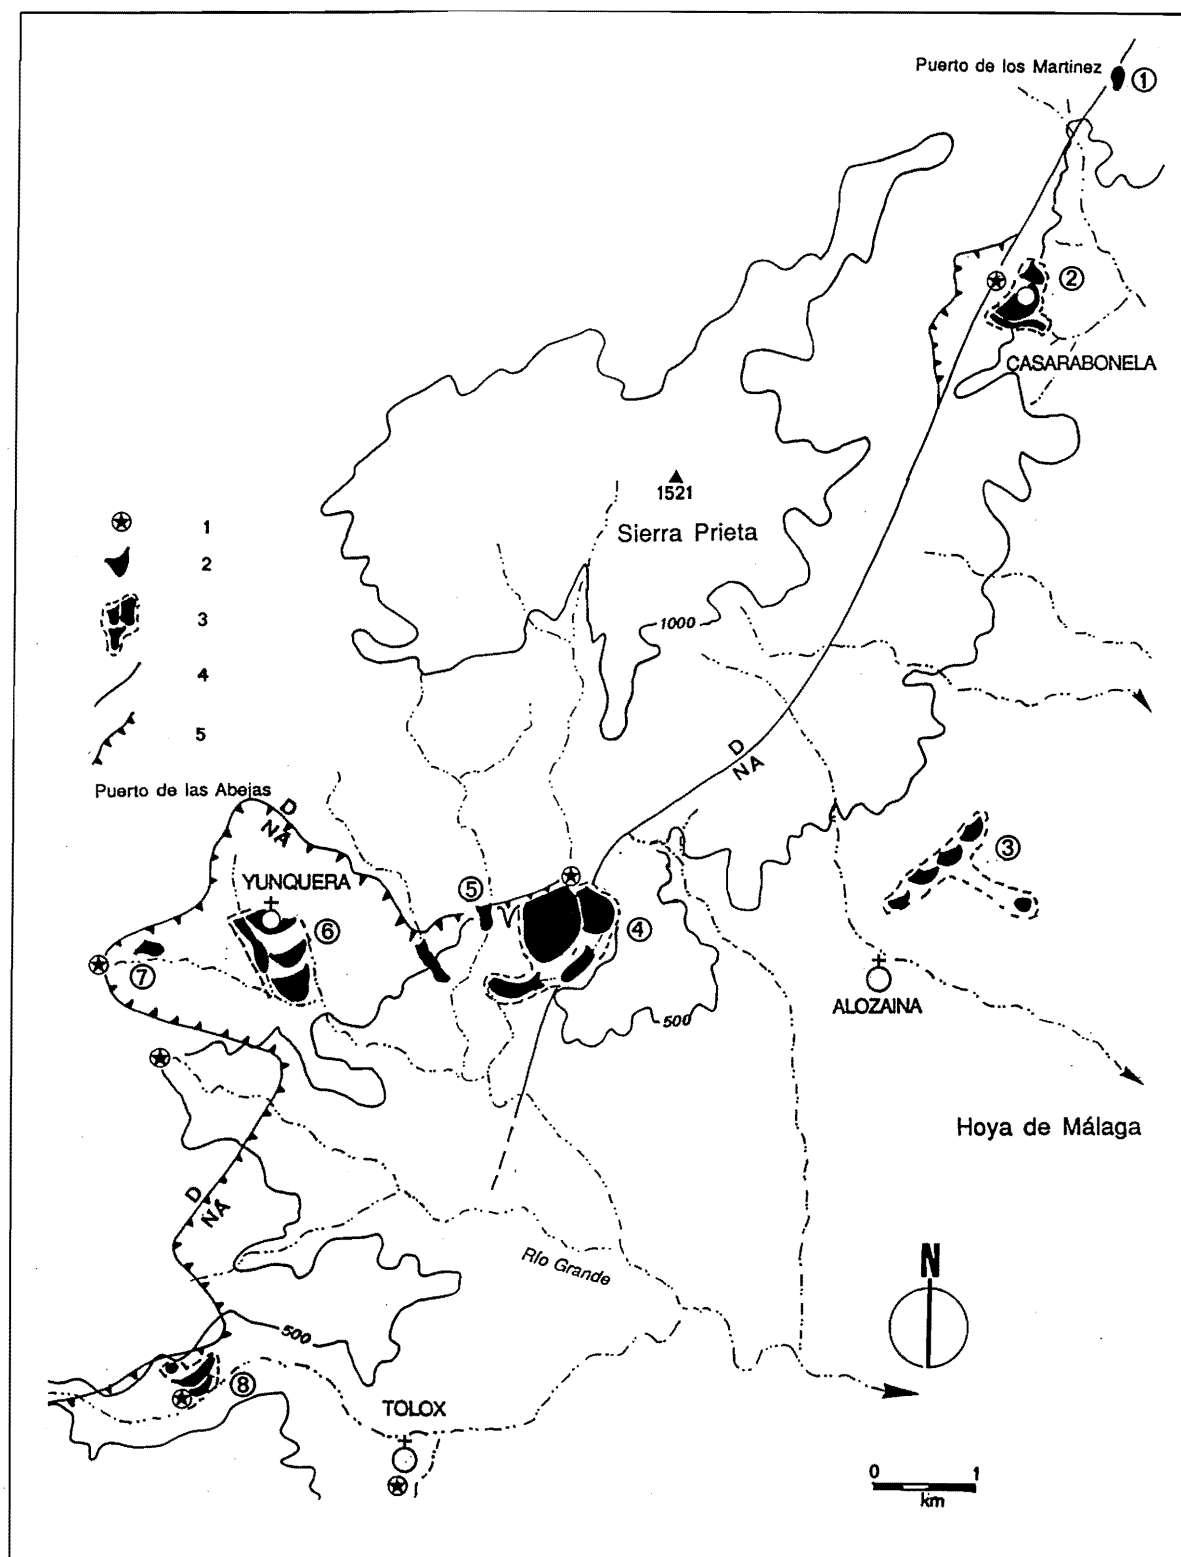 Puerto de los Martinez
①
②
CASARABONELA
1521
Sierra Prieta
1
2
3
1000
4
5
D
NA
Puerto de las Abejas
D
NA
③
YUNQUERA
⑤
⑥
④
⑦
ALOZAINA
500
Hoya de Málaga
D
NA
Río Grande
N
500
⑧
TOLOX
0 1
km